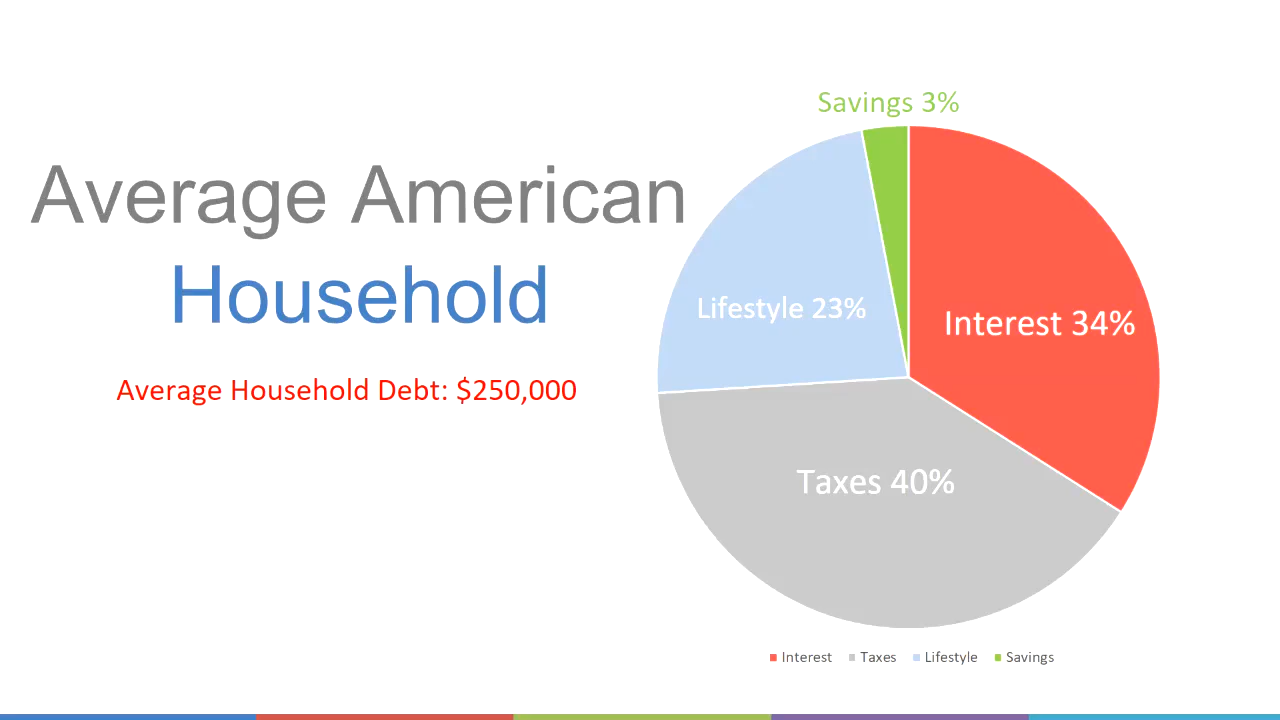 Average American
Household
Average Household Debt: $250,000
Savings 3%
Lifestyle 23%
Interest 34%
Taxes 40%
Interest Taxes Lifestyle Savings